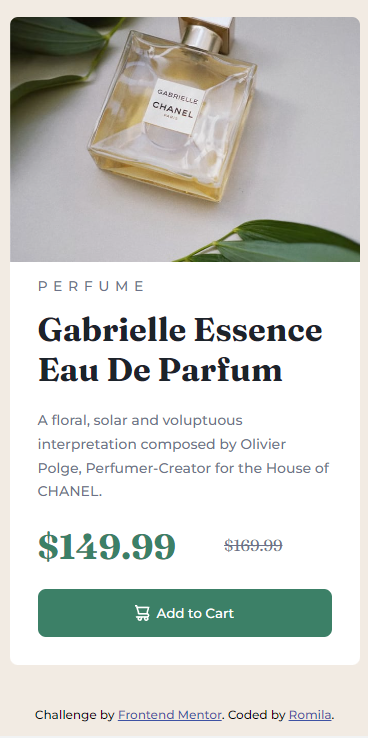 GABRIELLE
CHANEL
PARIS
PERFUME
Gabrielle Essence
Eau De Parfum
A floral, solar and voluptuous
interpretation composed by Olivier
Polge, Perfumer-Creator for the House of
CHANEL.
$149.99 $169.99
Add to Cart
Challenge by Frontend Mentor. Coded by Romila.